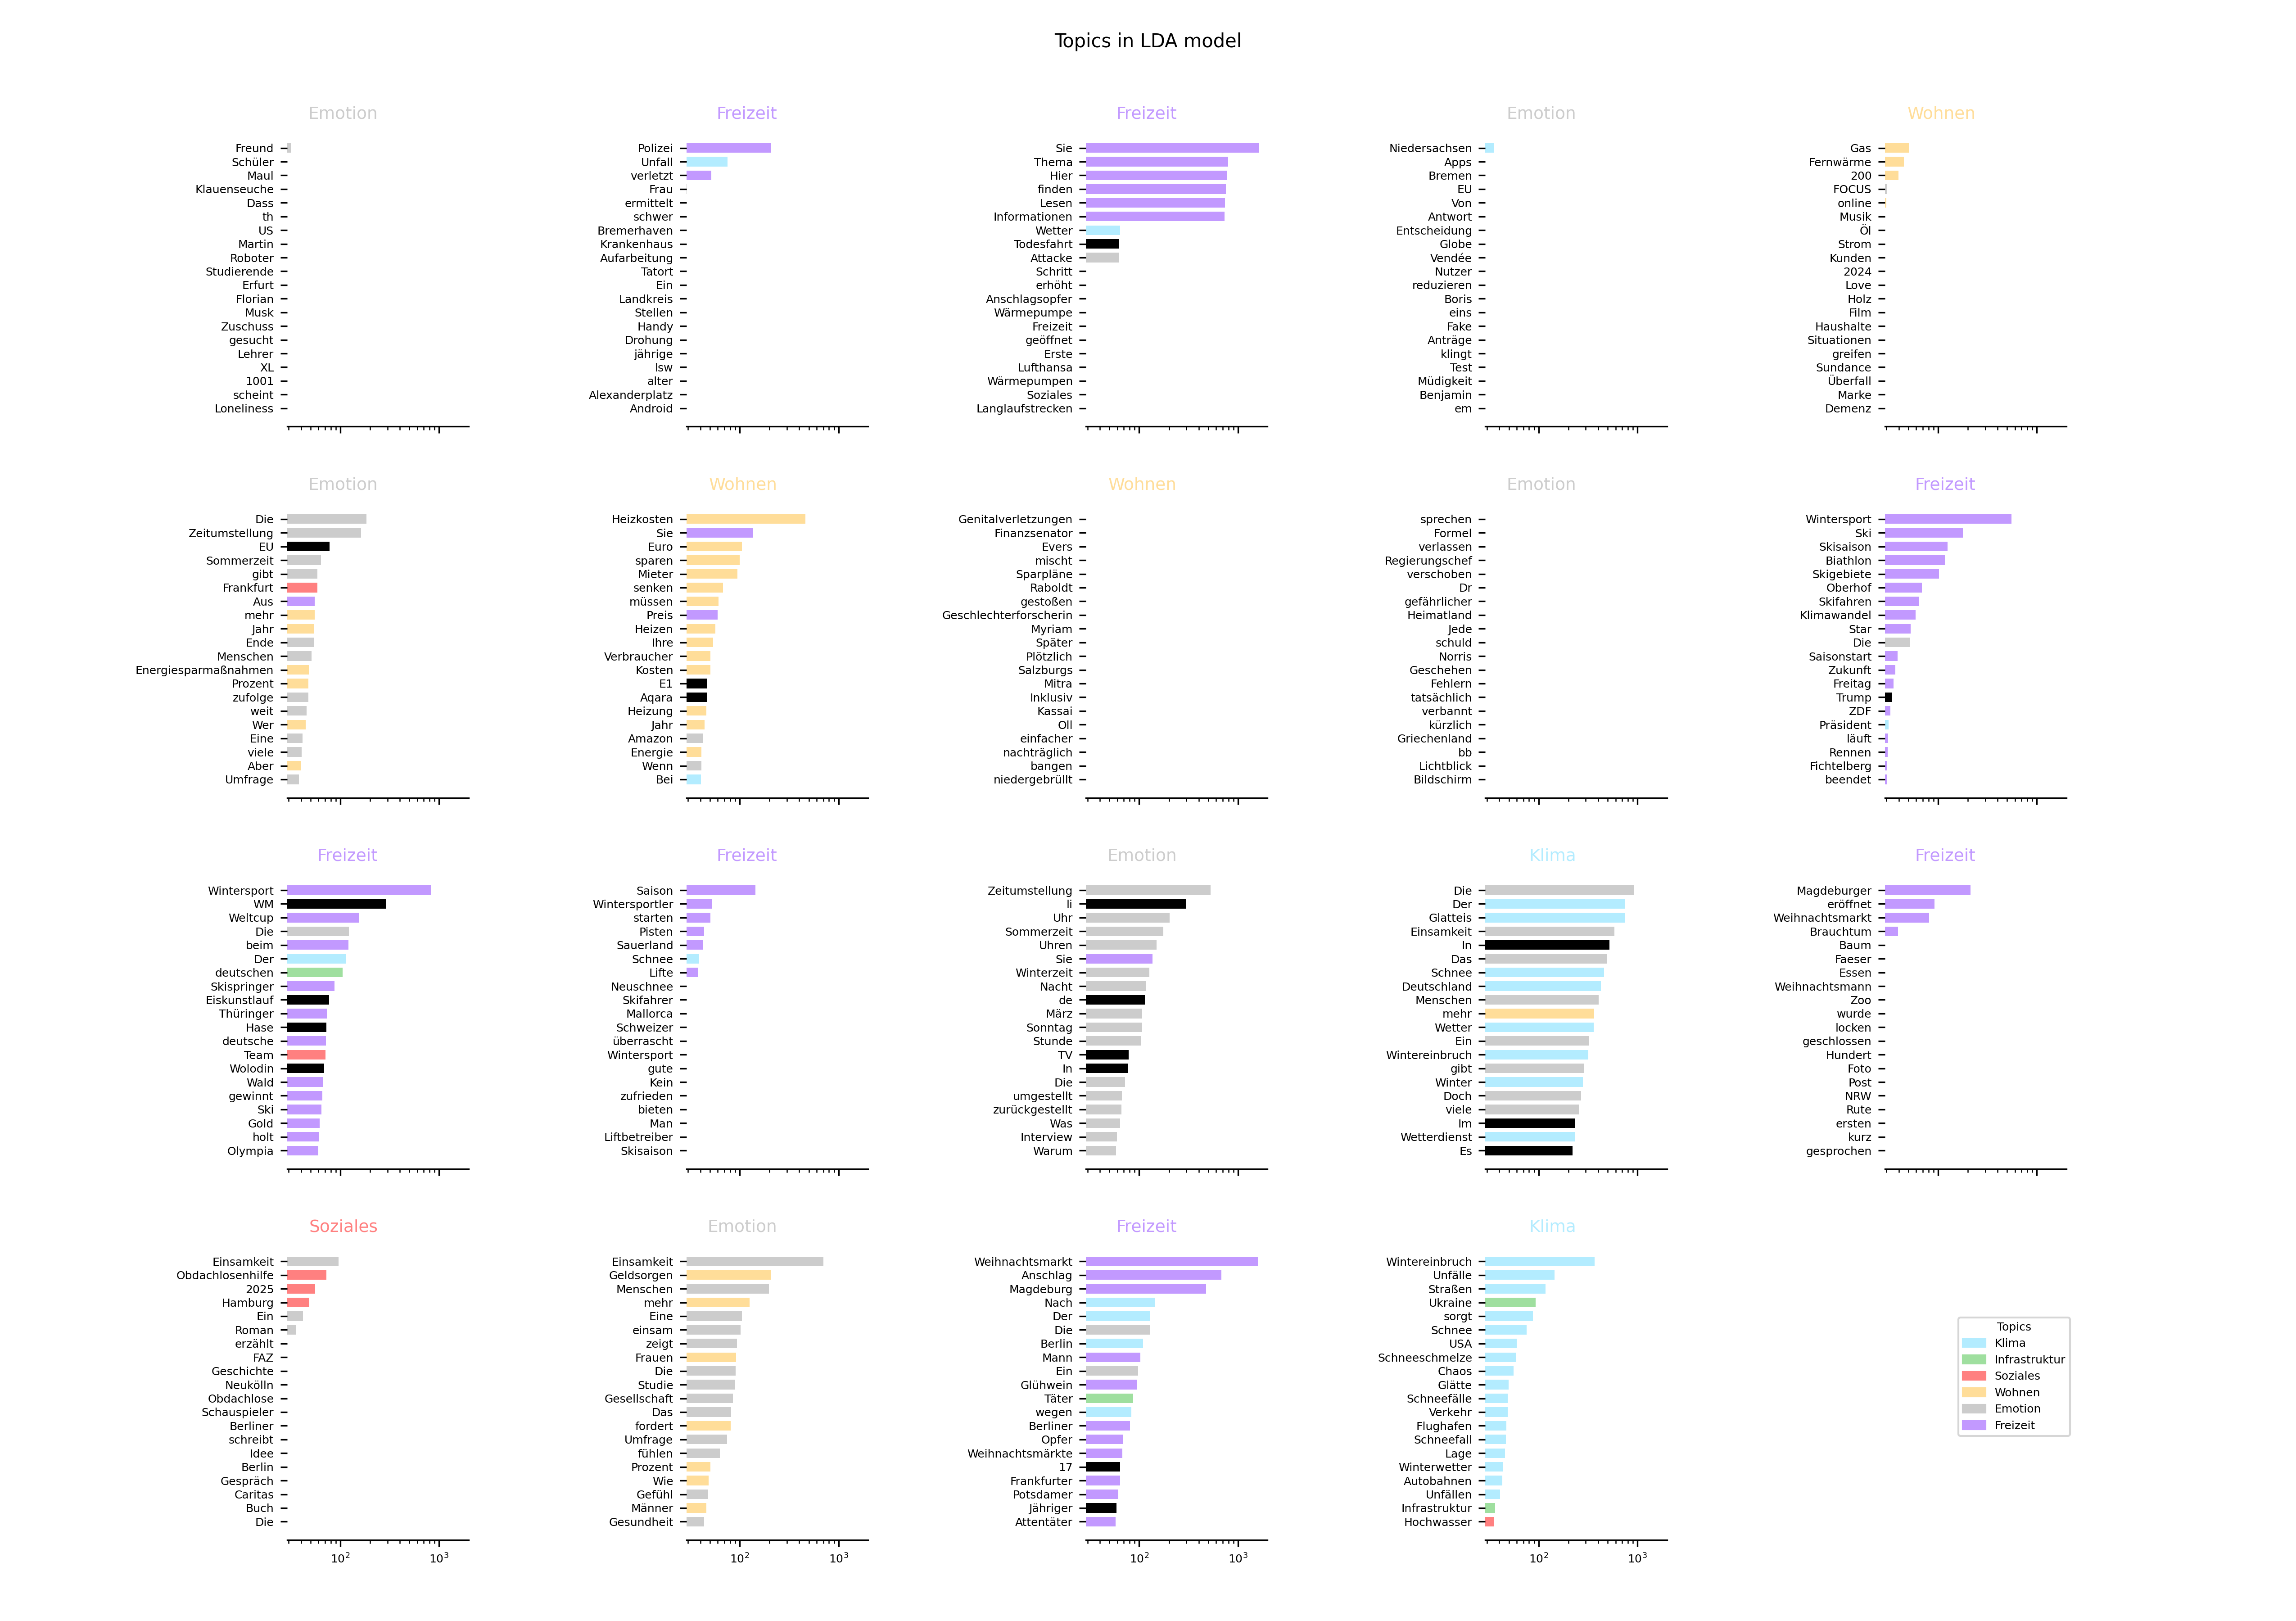 Topics in LDA model
Emotion
Freund
Schüler
Maul
Klauenseuche
Dass
th
US
Martin
Roboter
Studierende
Erfurt
Florian
Musk
Zuschuss
gesucht
Lehrer
XL
1001
scheint
Loneliness
Freizeit
Polizei
Unfall
verletzt
Frau
ermittelt
schwer
Bremerhaven
Krankenhaus
Aufarbeitung
Tatort
Ein
Landkreis
Stellen
Handy
Drohung
jährige
lsw
alter
Alexanderplatz
Android
Freizeit
Sie
Thema
Hier
finden
Lesen
Informationen
Wetter
Todesfahrt
Attacke
Schritt
erhöht
Anschlagsopfer
Wärmepumpe
Freizeit
geöffnet
Erste
Lufthansa
Wärmepumpen
Soziales
Langlaufstrecken
Emotion
Niedersachsen
Apps
Bremen
EU
Von
Antwort
Entscheidung
Globe
Vendée
Nutzer
reduzieren
Boris
eins
Fake
Anträge
klingt
Test
Müdigkeit
Benjamin
em
Wohnen
Gas
Fernwärme
200
FOCUS
online
Musik
Öl
Strom
Kunden
2024
Love
Holz
Film
Haushalte
Situationen
greifen
Sundance
Überfall
Marke
Demenz
Emotion
Die
Zeitumstellung
EU
Sommerzeit
gibt
Frankfurt
Aus
mehr
Jahr
Ende
Menschen
Energiesparmaßnahmen
Prozent
zufolge
weit
Wer
Eine
viele
Aber
Umfrage
Wohnen
Heizkosten
Sie
Euro
sparen
Mieter
senken
müssen
Preis
Heizen
Ihre
Verbraucher
Kosten
E1
Aqara
Heizung
Jahr
Amazon
Energie
Wenn
Bei
Wohnen
Genitalverletzungen
Finanzsenator
Evers
mischt
Sparpläne
Raboldt
gestoßen
Geschlechterforscherin
Myriam
Später
Plötzlich
Salzburgs
Mitra
Inklusiv
Kassai
Oll
einfacher
nachträglich
bangen
niedergebrüllt
Emotion
sprechen
Formel
verlassen
Regierungschef
verschoben
Dr
gefährlicher
Heimatland
Jede
schuld
Norris
Geschehen
Fehlern
tatsächlich
verbannt
kürzlich
Griechenland
bb
Lichtblick
Bildschirm
Freizeit
Wintersport
Ski
Skisaison
Biathlon
Skigebiete
Oberhof
Skifahren
Klimawandel
Star
Die
Saisonstart
Zukunft
Freitag
Trump
ZDF
Präsident
läuft
Rennen
Fichtelberg
beendet
Freizeit
Wintersport
WM
Weltcup
Die
beim
Der
deutschen
Skispringer
Eiskunstlauf
Thüringer
Hase
deutsche
Team
Wolodin
Wald
gewinnt
Ski
Gold
holt
Olympia
Freizeit
Saison
Wintersportler
starten
Pisten
Sauerland
Schnee
Lifte
Neuschnee
Skifahrer
Mallorca
Schweizer
überrascht
Wintersport
gute
Kein
zufrieden
bieten
Man
Liftbetreiber
Skisaison
Emotion
Zeitumstellung
li
Uhr
Sommerzeit
Uhren
Sie
Winterzeit
Nacht
de
März
Sonntag
Stunde
TV
In
Die
umgestellt
zurückgestellt
Was
Interview
Warum
Klima
Die
Der
Glatteis
Einsamkeit
In
Das
Schnee
Deutschland
Menschen
mehr
Wetter
Ein
Wintereinbruch
gibt
Winter
Doch
viele
Im
Wetterdienst
Es
Freizeit
Magdeburger
eröffnet
Weihnachtsmarkt
Brauchtum
Baum
Faeser
Essen
Weihnachtsmann
Zoo
wurde
locken
geschlossen
Hundert
Foto
Post
NRW
Rute
ersten
kurz
gesprochen
Soziales
Einsamkeit
Obdachlosenhilfe
2025
Hamburg
Ein
Roman
erzählt
FAZ
Geschichte
Neukölln
Obdachlose
Schauspieler
Berliner
schreibt
Idee
Berlin
Gespräch
Caritas
Buch
Die
10²
10³
Emotion
Einsamkeit
Geldsorgen
Menschen
mehr
Eine
einsam
zeigt
Frauen
Die
Studie
Gesellschaft
Das
fordert
Umfrage
fühlen
Prozent
Wie
Gefühl
Männer
Gesundheit
10²
10³
Freizeit
Weihnachtsmarkt
Anschlag
Magdeburg
Nach
Der
Die
Berlin
Mann
Ein
Glühwein
Täter
wegen
Berliner
Opfer
Weihnachtsmärkte
17
Frankfurter
Potsdamer
Jähriger
Attentäter
10²
10³
Klima
Wintereinbruch
Unfälle
Straßen
Ukraine
sorgt
Schnee
USA
Schneeschmelze
Chaos
Glätte
Schneefälle
Verkehr
Flughafen
Schneefall
Lage
Winterwetter
Autobahnen
Unfällen
Infrastruktur
Hochwasser
10²
10³
Topics
Klima
Infrastruktur
Soziales
Wohnen
Emotion
Freizeit